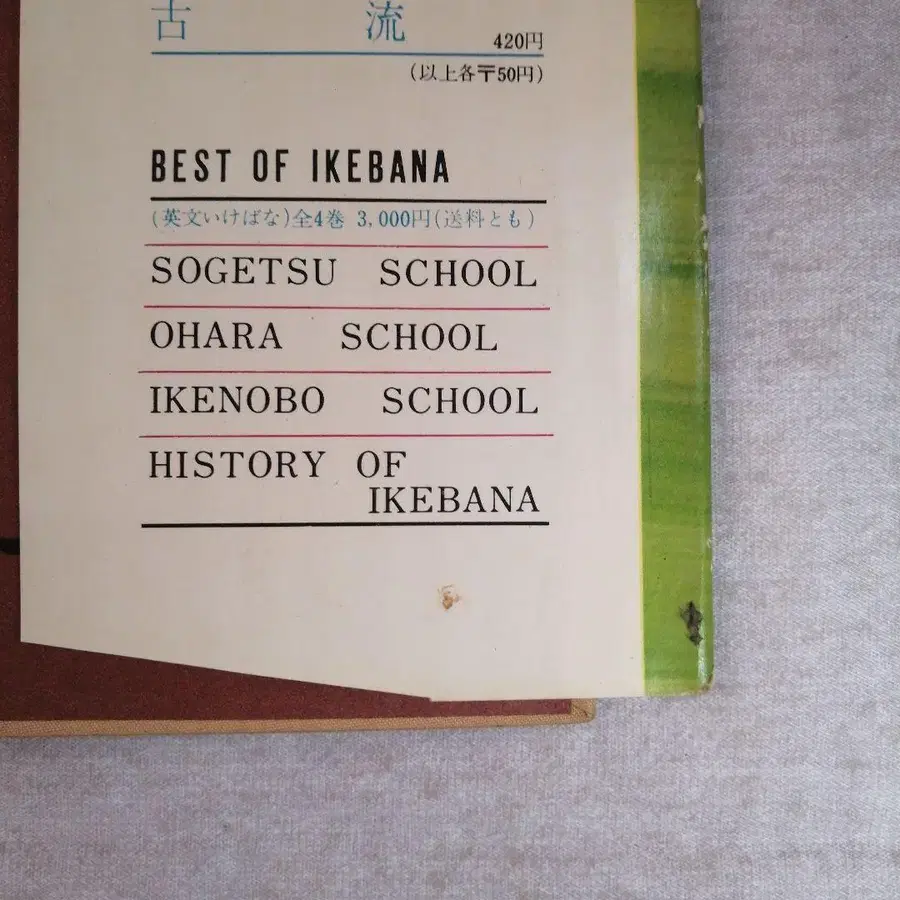 古流 420円
(以上各〒50円)
BEST OF IKEBANA
(英文いけばな)全4巻 3,000円(送料とも)
SOGETSU SCHOOL
OHARA SCHOOL
IKENOBO SCHOOL
HISTORY OF
IKEBANA